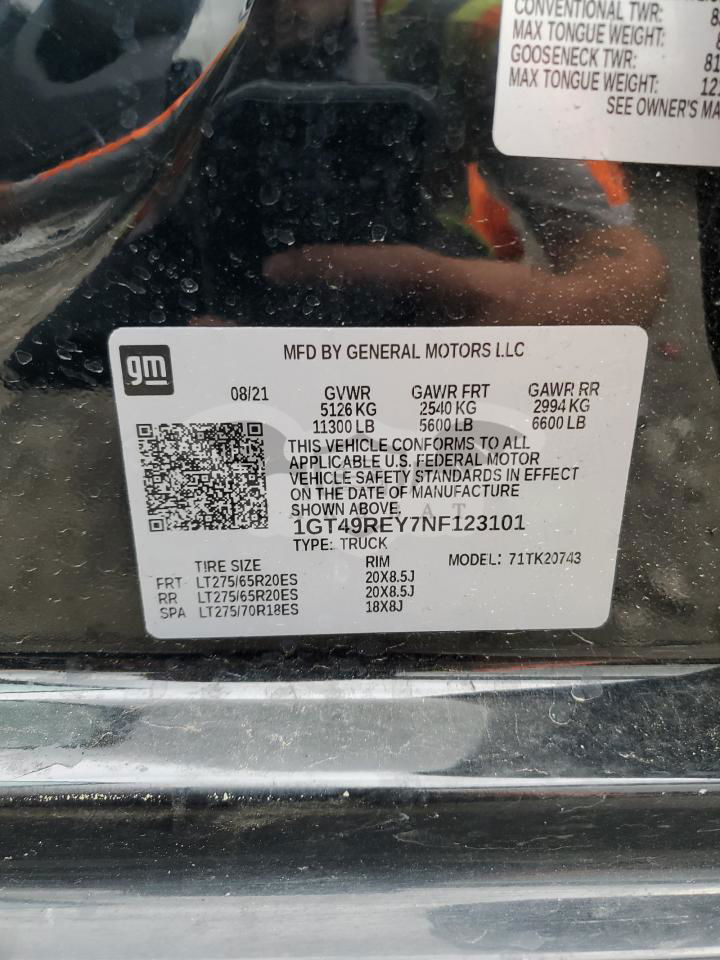 CONVENTIONAL TWR:
MAX TONGUE WEIGHT:
GOOSENECK TWR: 81
MAX TONGUE WEIGHT: 121
SEE OWNER'S MA
gm
MFD BY GENERAL MOTORS LLC
08/21 GVWR GAWR FRT GAWR RR
5126 KG 2540 KG 2994 KG
11300 LB 5600 LB 6600 LB
THIS VEHICLE CONFORMS TO ALL
APPLICABLE U.S. FEDERAL MOTOR
VEHICLE SAFETY STANDARDS IN EFFECT
ON THE DATE OF MANUFACTURE
SHOWN ABOVE.
1GT49REY7NF123101
TYPE: TRUCK
MODEL: 71TK20743
TIRE SIZE RIM
FRT LT275/65R20ES 20X8.5J
RR LT275/65R20ES 20X8.5J
SPA LT275/70R18ES 18X8J